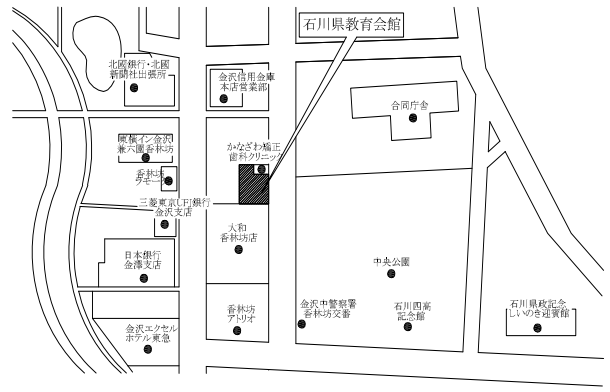 石川県教育会館
北國銀行・北國
新聞社出張所
金沢信用金庫
本店営業部
合同庁舎
東横イン金沢
兼六園香林坊
かなざわ矯正
歯科クリニック
香林坊
ラモーダ
三菱東京UFJ銀行
金沢支店
大和
香林坊店
日本銀行
金澤支店
中央公園
香林坊
アトリオ
金沢中警察署
香林坊交番
石川四高
記念館
石川県政記念
しいのき迎賓館
金沢エクセル
ホテル東急